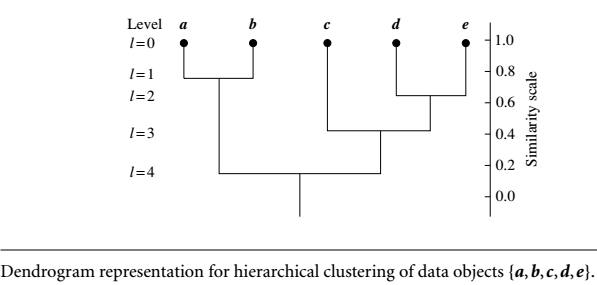 Level a b c d e
l=0 1.0
l=1 0.8
l=2 0.6
l=3 0.4
l=4 0.2
0.0
Similarity scale
Dendrogram representation for hierarchical clustering of data objects {a,b,c,d,e}.